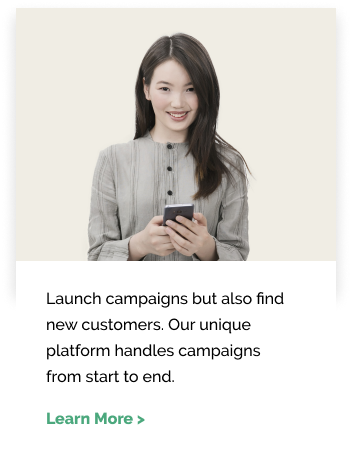 Launch campaigns but also find
new customers. Our unique
platform handles campaigns
from start to end.
Learn More >